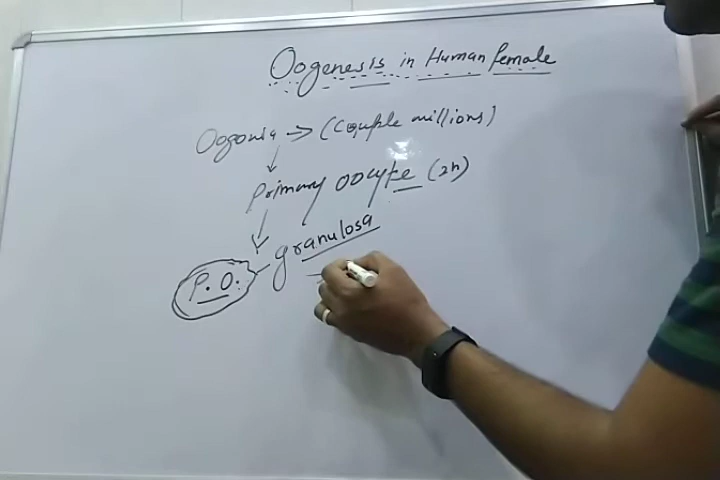 Oogenesis in Human female
Oogonia → (Couple millions)
Primary oocyte (2n)
granulosa
P.O.